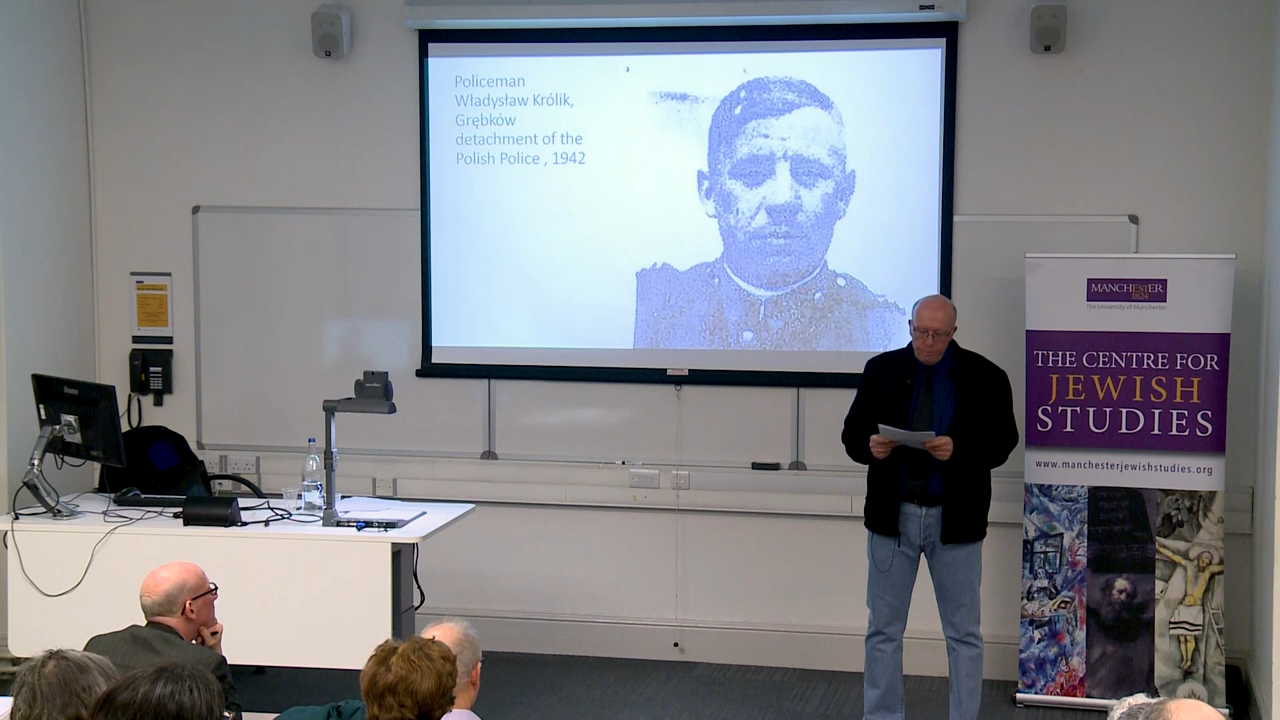 Policeman
Władysław Królik,
Grębków
detachment of the
Polish Police , 1942
MANCHESTER
1824
The University of Manchester
THE CENTRE FOR
JEWISH
STUDIES
www.manchesterjewishstudies.org